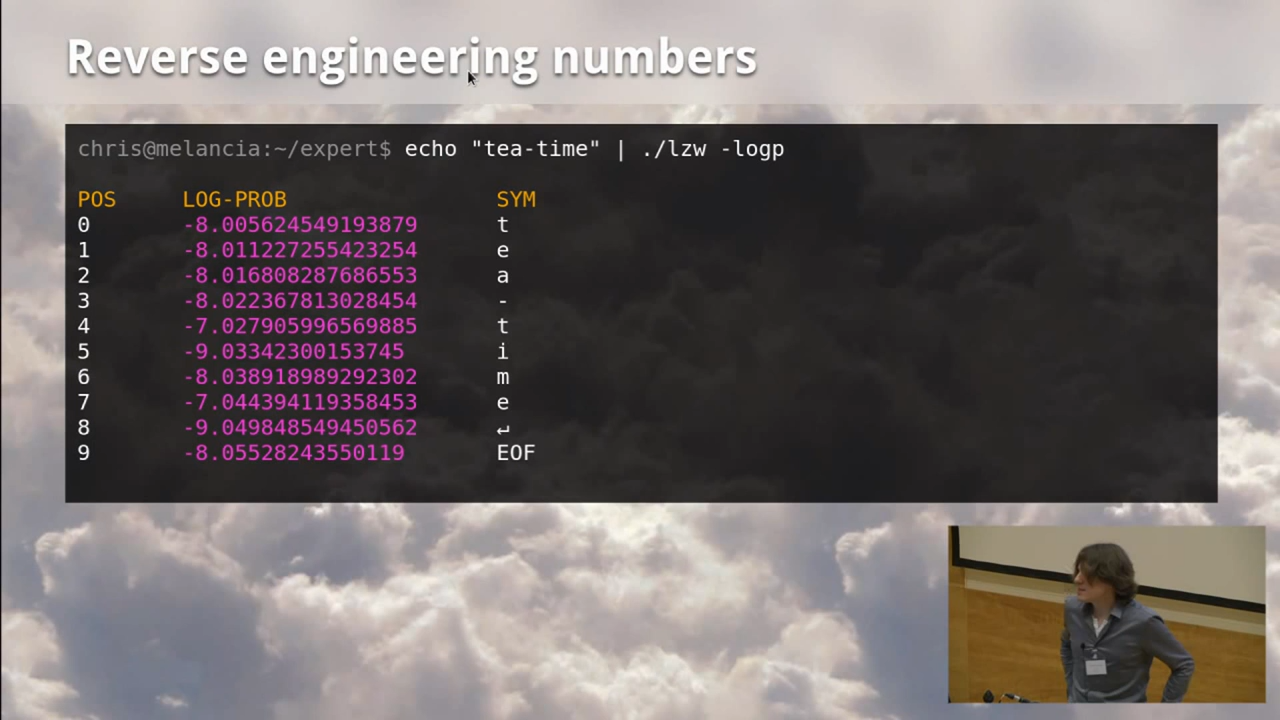 Reverse engineering numbers
chris@melancia:~/expert$ echo "tea-time" | ./lzw -logp
POS LOG-PROB SYM
0 -8.005624549193879 t
1 -8.011227255423254 e
2 -8.016808287686553 a
3 -8.022367813028454 -
4 -7.027905996569885 t
5 -9.03342300153745 i
6 -8.038918989292302 m
7 -7.044394119358453 e
8 -9.049848549450562 ↵
9 -8.05528243550119 EOF